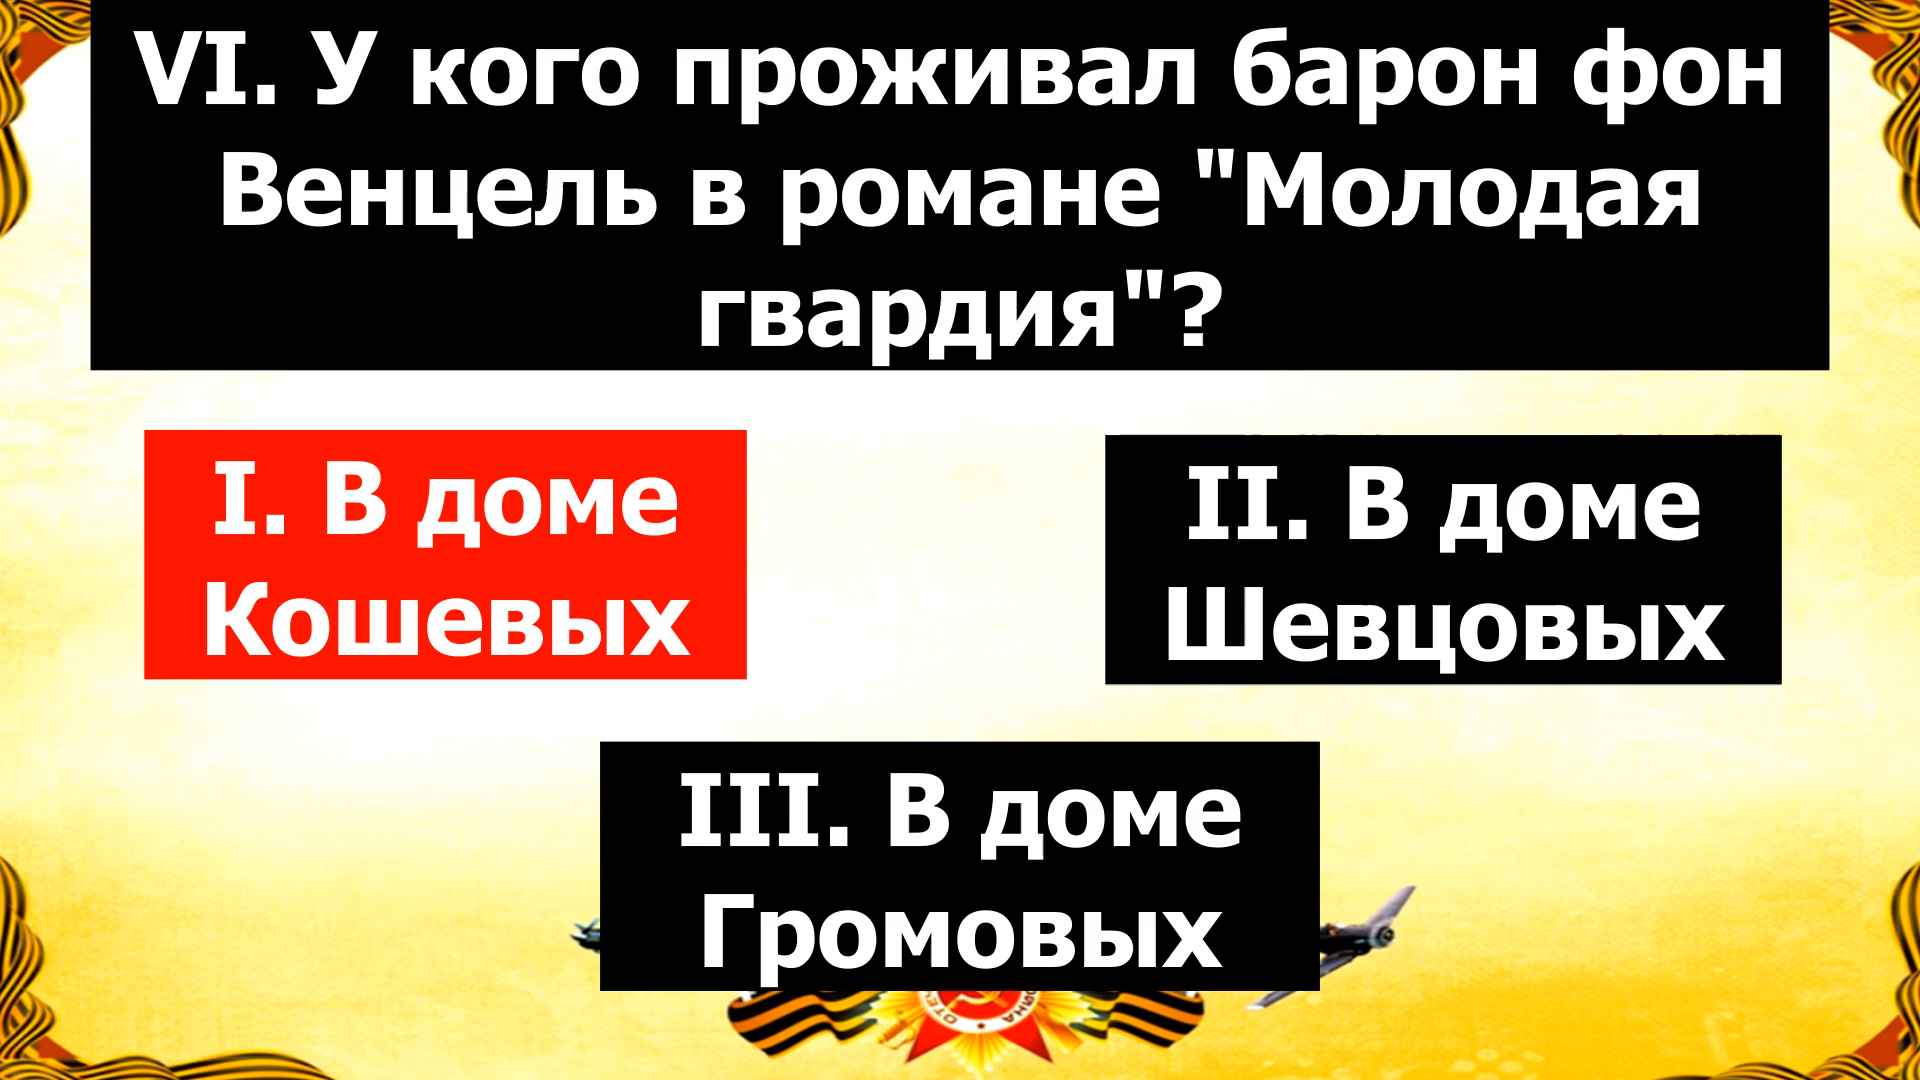 VI. У кого проживал барон фон
Венцель в романе "Молодая
гвардия"?
I. В доме
Кошевых
II. В доме
Шевцовых
III. В доме
Громовых